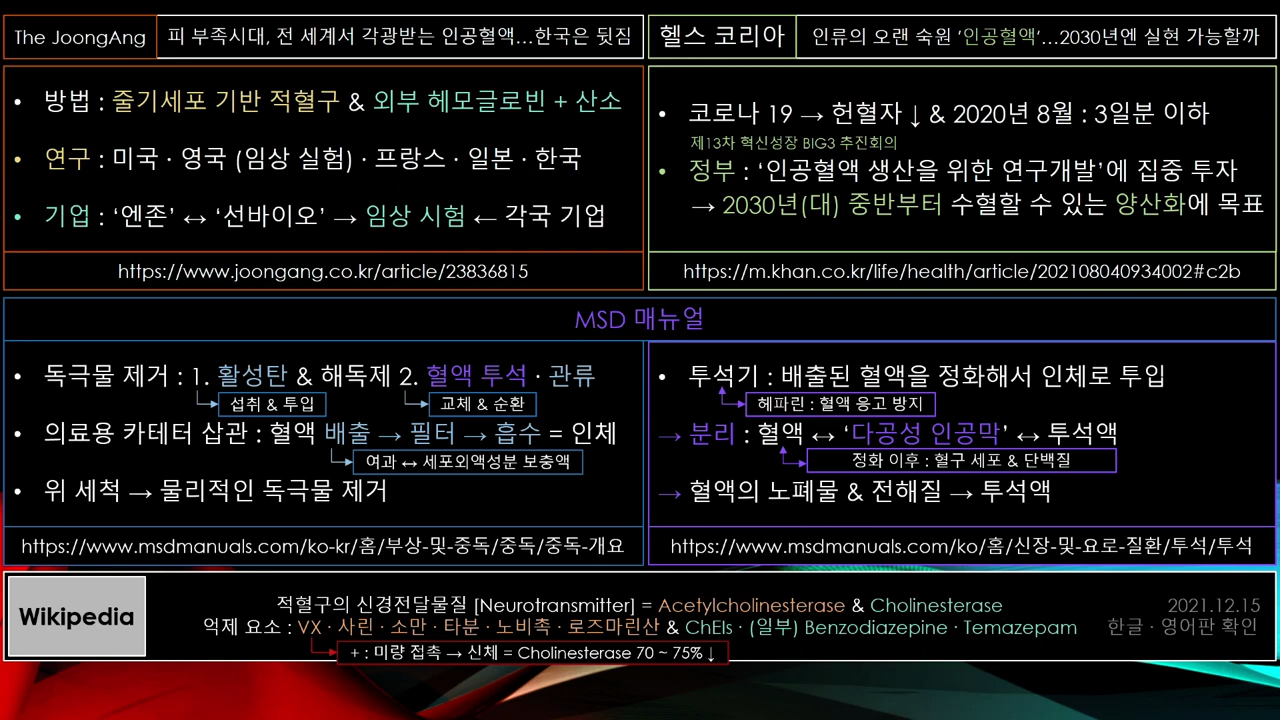 The JoongAng
피 부족시대, 전 세계서 각광받는 인공혈액…한국은 뒷짐
• 방법 : 줄기세포 기반 적혈구 & 외부 헤모글로빈 + 산소
• 연구 : 미국 · 영국 (임상 실험) · 프랑스 · 일본 · 한국
• 기업 : ‘엔존’ ↔ ‘선바이오’ → 임상 시험 ← 각국 기업
https://www.joongang.co.kr/article/23836815
헬스 코리아
인류의 오랜 숙원 ‘인공혈액’…2030년엔 실현 가능할까
• 코로나 19 → 헌혈자 ↓ & 2020년 8월 : 3일분 이하
제13차 혁신성장 BIG3 추진회의
• 정부 : ‘인공혈액 생산을 위한 연구개발’에 집중 투자
→ 2030년(대) 중반부터 수혈할 수 있는 양산화에 목표
https://m.khan.co.kr/life/health/article/202108040934002#c2b
MSD 매뉴얼
• 독극물 제거 : 1. 활성탄 & 해독제 2. 혈액 투석 · 관류
섭취 & 투입
교체 & 순환
• 의료용 카테터 삽관 : 혈액 배출 → 필터 → 흡수 = 인체
여과 ↔ 세포외액성분 보충액
• 위 세척 → 물리적인 독극물 제거
https://www.msdmanuals.com/ko-kr/홈/부상-및-중독/중독/중독-개요
• 투석기 : 배출된 혈액을 정화해서 인체로 투입
헤파린 : 혈액 응고 방지
→ 분리 : 혈액 ↔ ‘다공성 인공막’ ↔ 투석액
정화 이후 : 혈구 세포 & 단백질
→ 혈액의 노폐물 & 전해질 → 투석액
https://www.msdmanuals.com/ko/홈/신장-및-요로-질환/투석/투석
Wikipedia
적혈구의 신경전달물질 [Neurotransmitter] = Acetylcholinesterase & Cholinesterase
억제 요소 : VX · 사린 · 소만 · 타분 · 노비촉 · 로즈마린산 & ChEIs · (일부) Benzodiazepine · Temazepam
+ : 미량 접촉 → 신체 = Cholinesterase 70 ~ 75% ↓
2021.12.15
한글 · 영어판 확인